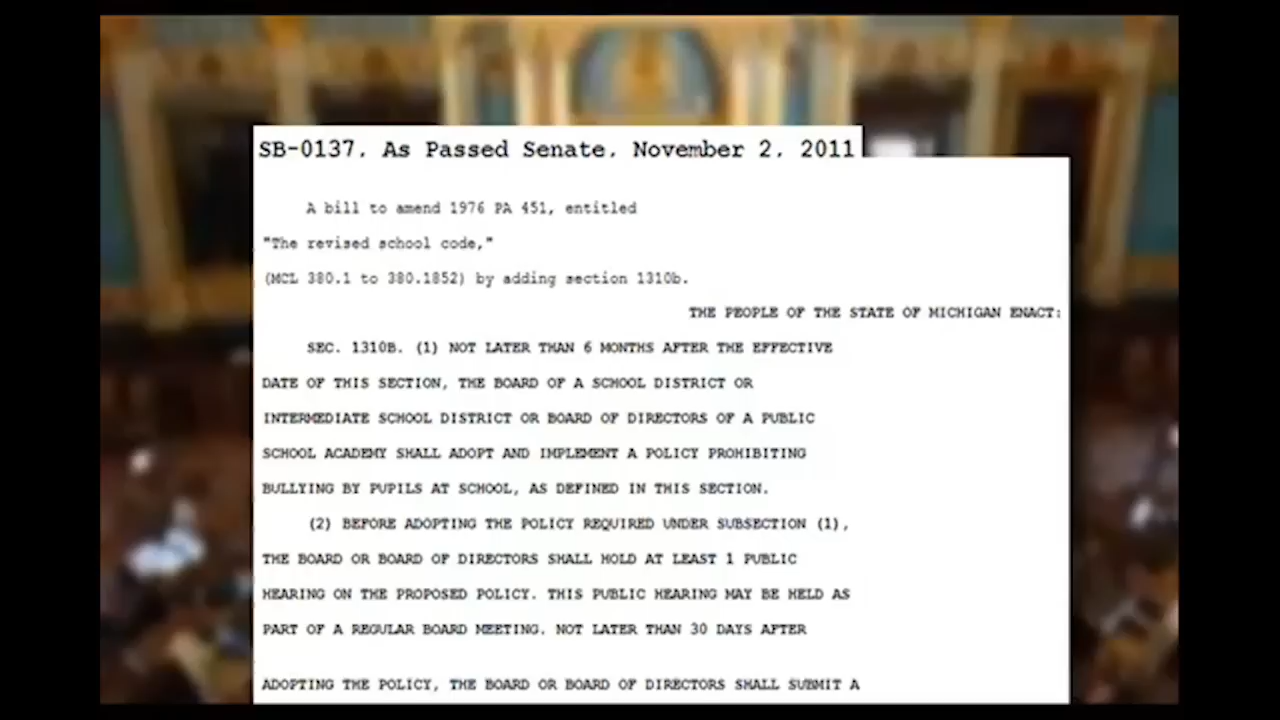 SB-0137, As Passed Senate, November 2, 2011
A bill to amend 1976 PA 451, entitled
"The revised school code,"
(MCL 380.1 to 380.1852) by adding section 1310b.
THE PEOPLE OF THE STATE OF MICHIGAN ENACT:
SEC. 1310B. (1) NOT LATER THAN 6 MONTHS AFTER THE EFFECTIVE
DATE OF THIS SECTION, THE BOARD OF A SCHOOL DISTRICT OR
INTERMEDIATE SCHOOL DISTRICT OR BOARD OF DIRECTORS OF A PUBLIC
SCHOOL ACADEMY SHALL ADOPT AND IMPLEMENT A POLICY PROHIBITING
BULLYING BY PUPILS AT SCHOOL, AS DEFINED IN THIS SECTION.
(2) BEFORE ADOPTING THE POLICY REQUIRED UNDER SUBSECTION (1),
THE BOARD OR BOARD OF DIRECTORS SHALL HOLD AT LEAST 1 PUBLIC
HEARING ON THE PROPOSED POLICY. THIS PUBLIC HEARING MAY BE HELD AS
PART OF A REGULAR BOARD MEETING. NOT LATER THAN 30 DAYS AFTER
ADOPTING THE POLICY, THE BOARD OR BOARD OF DIRECTORS SHALL SUBMIT A